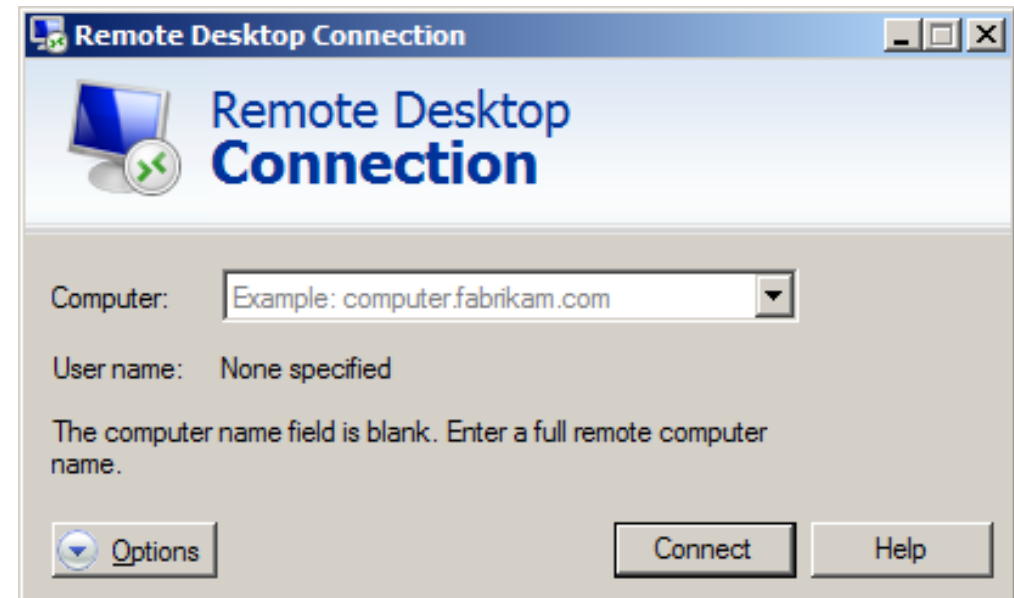 Remote Desktop Connection
Remote Desktop
Connection
Computer: Example: computer.fabrikam.com
User name: None specified
The computer name field is blank. Enter a full remote computer
name.
Options Connect Help